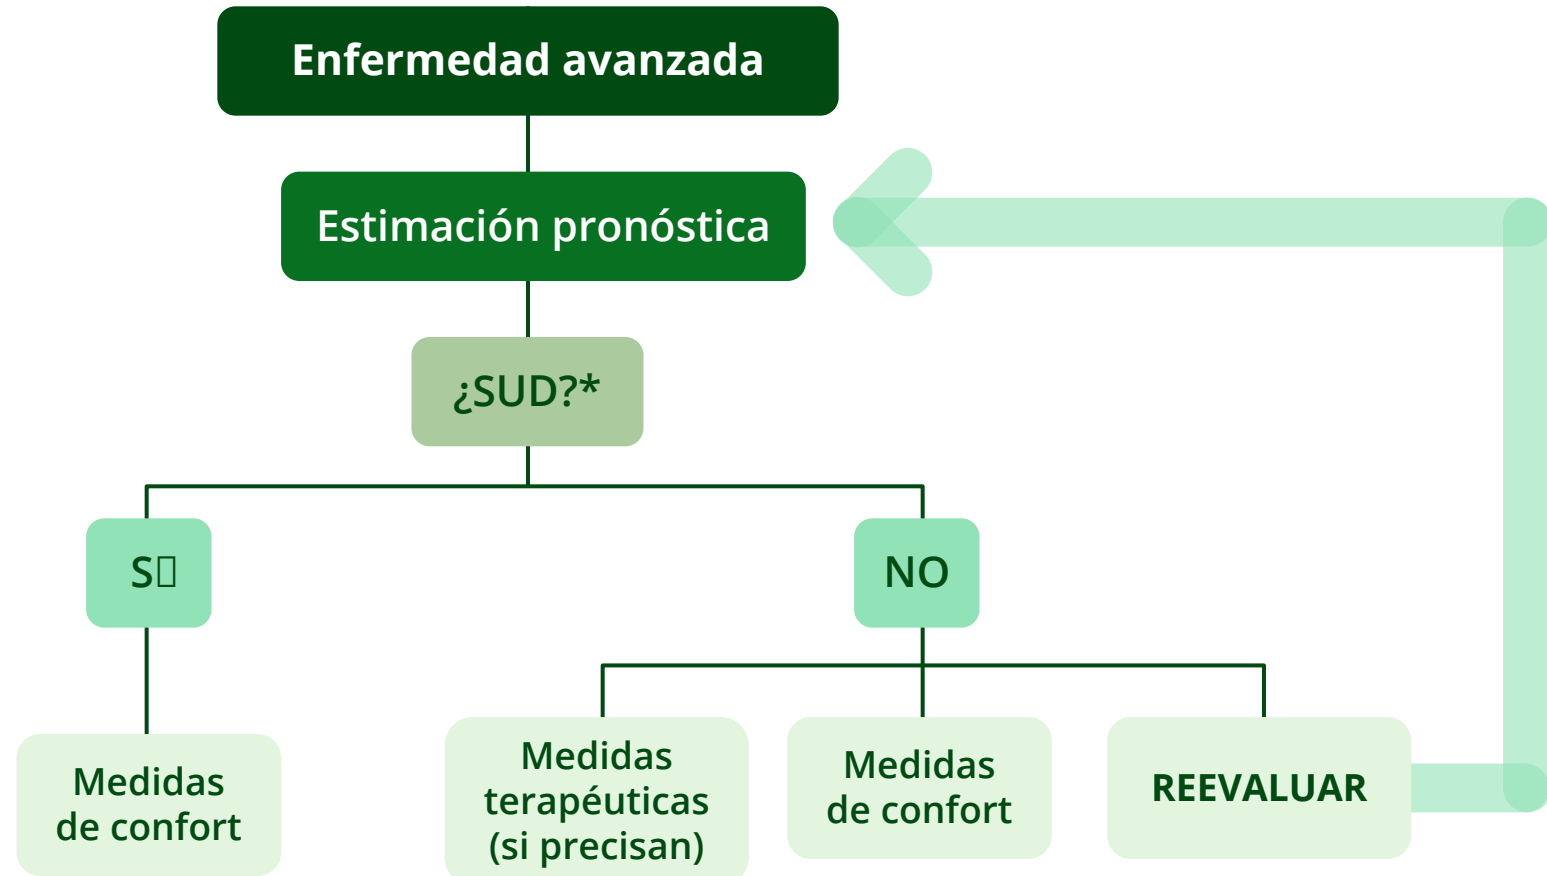 Enfermedad avanzada
Estimación pronóstica
¿SUD?*
S▯
NO
Medidas
de confort
Medidas
terapéuticas
(si precisan)
Medidas
de confort
REEVALUAR